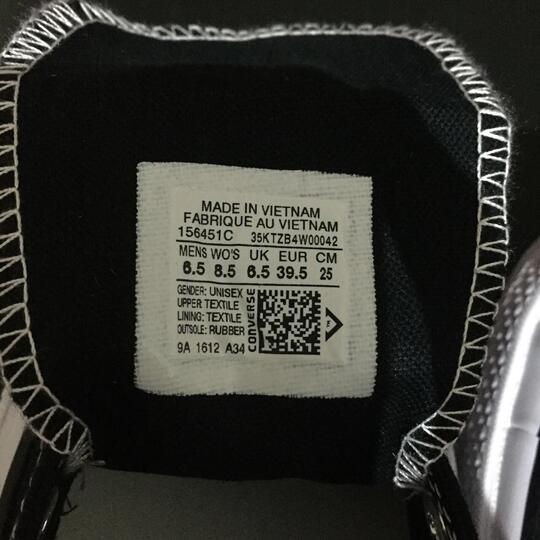 MADE IN VIETNAM
FABRIQUE AU VIETNAM
156451C 35KTZB4W00042
MENS WO'S UK EUR CM
6.5 8.5 6.5 39.5 25
GENDER: UNISEX
UPPER: TEXTILE
LINING: TEXTILE
OUTSOLE: RUBBER
9A 1612 A34
CONVERSE